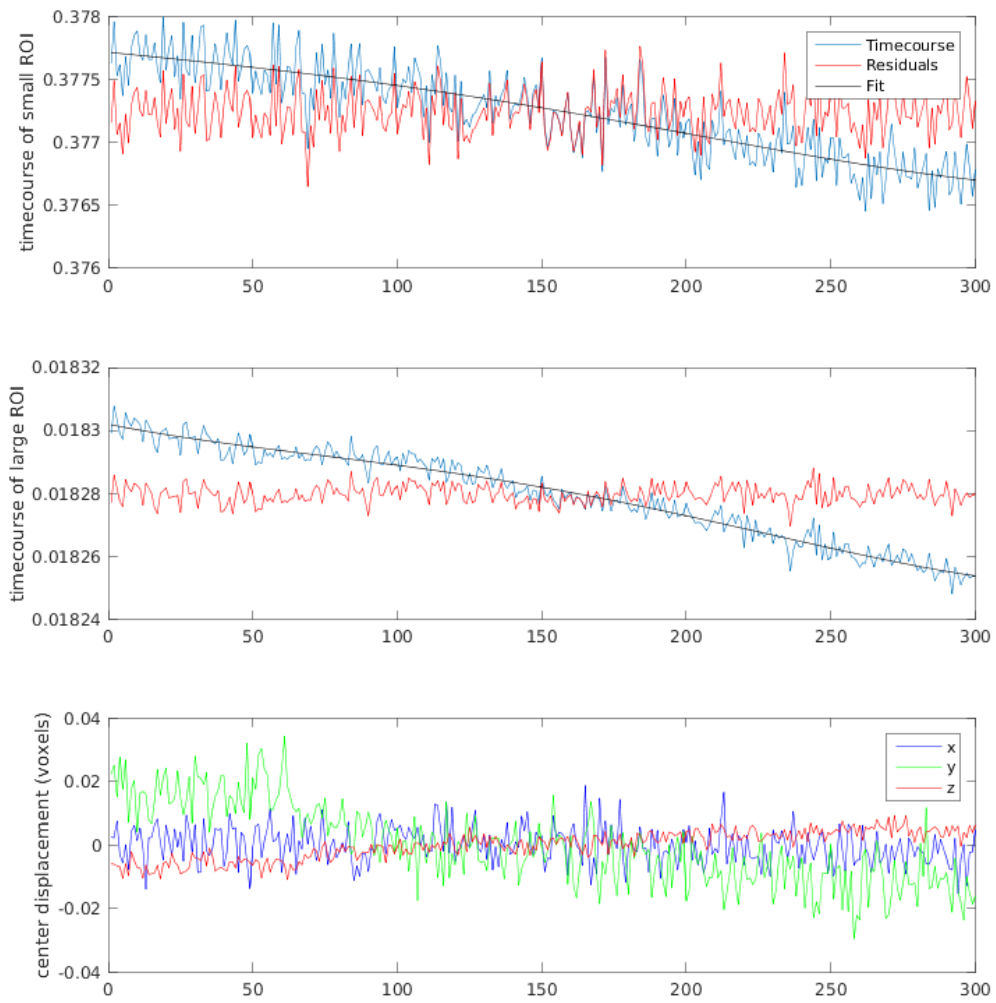 timecourse of small ROI
0.378
0.3775
0.377
0.3765
0.376
0 50 100 150 200 250 300
Timecourse
Residuals
Fit
timecourse of large ROI
0.01832
0.0183
0.01828
0.01826
0.01824
0 50 100 150 200 250 300
center displacement (voxels)
0.04
0.02
0
-0.02
-0.04
0 50 100 150 200 250 300
x
y
z